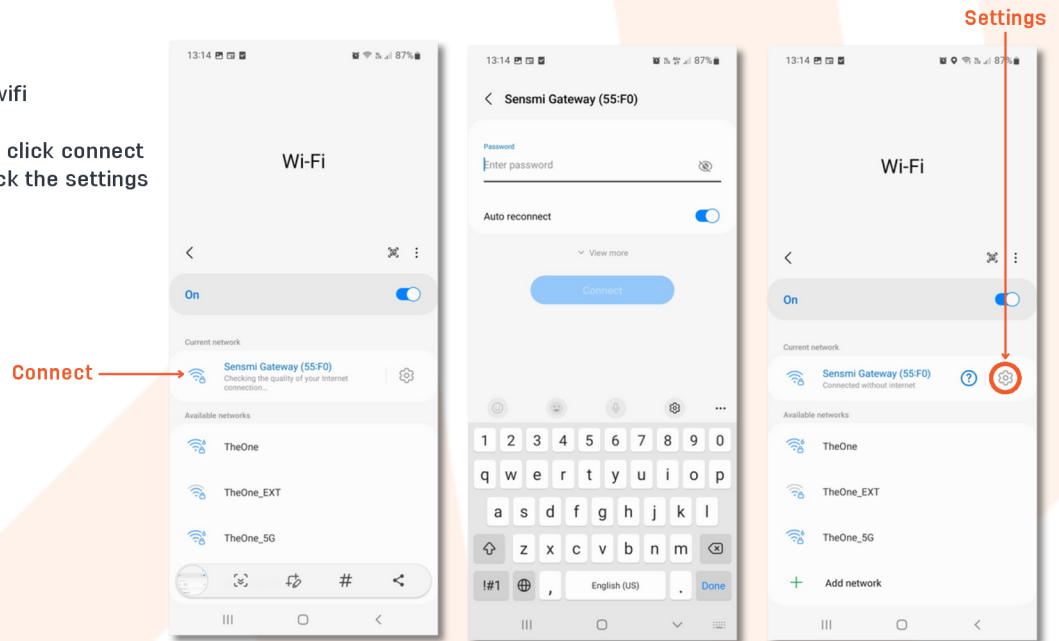 Settings
wifi
click connect
ck the settings
Connect
13:14
87%
Wi-Fi
On
Current network
Sensmi Gateway (55:F0)
Checking the quality of your Internet
connection...
Available networks
TheOne
TheOne_EXT
TheOne_5G
#
13:14
87%
Sensmi Gateway (55:F0)
Password
Enter password
Auto reconnect
View more
Connect
1 2 3 4 5 6 7 8 9 0
q w e r t y u i o p
a s d f g h j k l
z x c v b n m
!#1 , English (US) . Done
13:14
87%
Wi-Fi
On
Current network
Sensmi Gateway (55:F0)
Connected without internet
?
Available networks
TheOne
TheOne_EXT
TheOne_5G
+ Add network